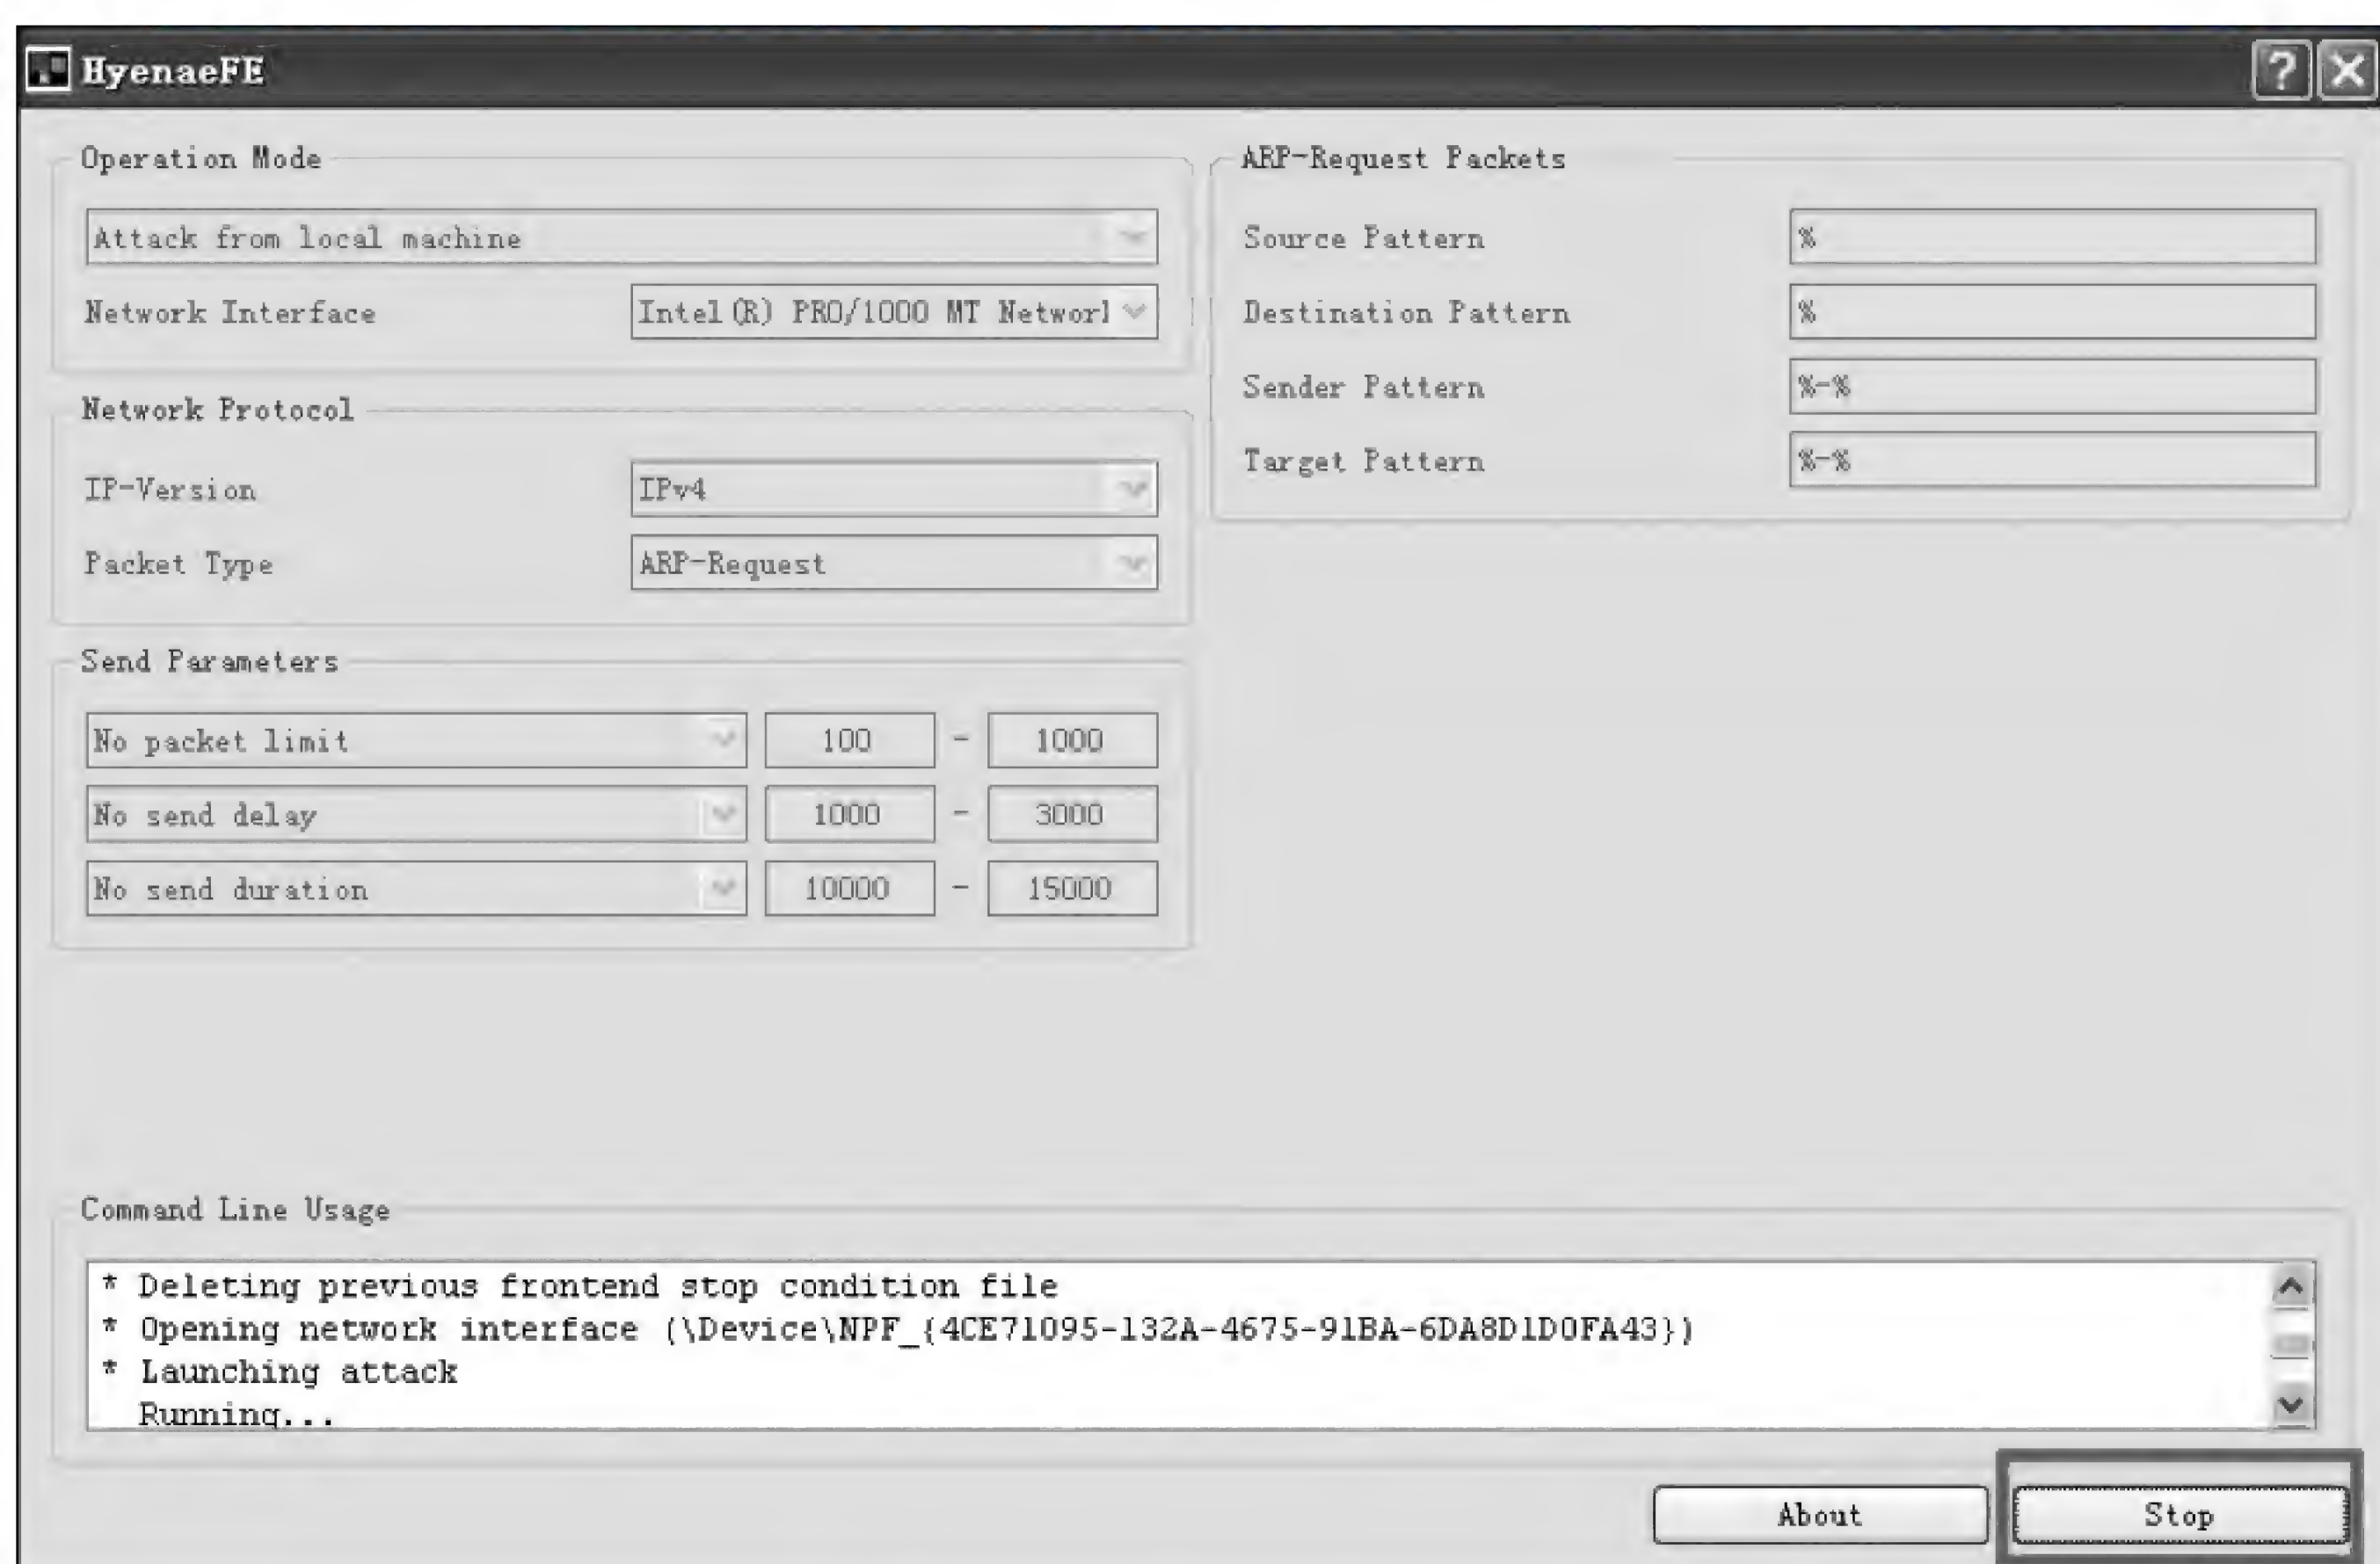 HyenaeFE
Operation Mode
Attack from local machine
Network Interface
Intel(R) PRO/1000 MT Networl
Network Protocol
IP-Version
IPv4
Packet Type
ARP-Request
Send Parameters
No packet limit
100 - 1000
No send delay
1000 - 3000
No send duration
10000 - 15000
ARP-Request Packets
Source Pattern
%
Destination Pattern
%
Sender Pattern
%-%
Target Pattern
%-%
Command Line Usage
* Deleting previous frontend stop condition file
* Opening network interface (\Device\NPF_{4CE71095-132A-4675-91BA-6DA8D1D0FA43})
* Launching attack
Running...
About
Stop